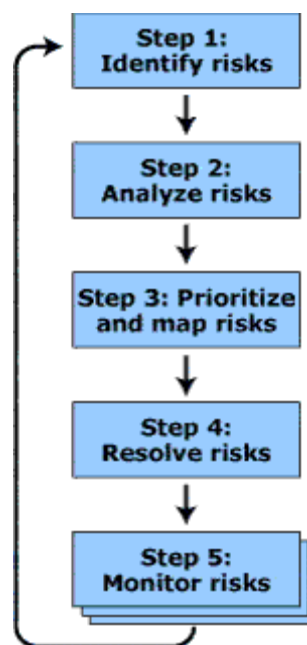 Step 1:
Identify risks
Step 2:
Analyze risks
Step 3: Prioritize
and map risks
Step 4:
Resolve risks
Step 5:
Monitor risks